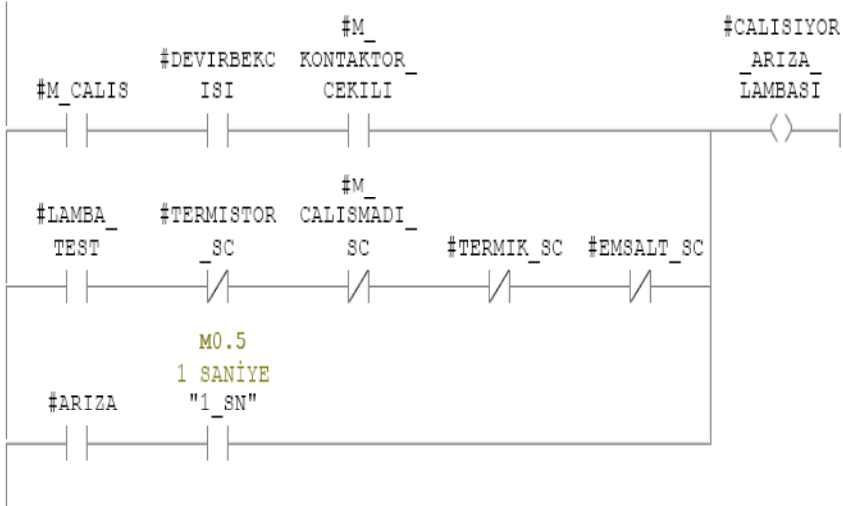 #M_CALIS
#DEVIRBEKC
ISI
#M_
KONTAKTOR_
CEKILI
#CALISIYOR
_ARIZA_
LAMBASI
#LAMBA_
TEST
#TERMISTOR
_SC
#M_
CALISMADI_
SC
#TERMIK_SC
#EMSALT_SC
#ARIZA
M0.5
1 SANİYE
"1_SN"